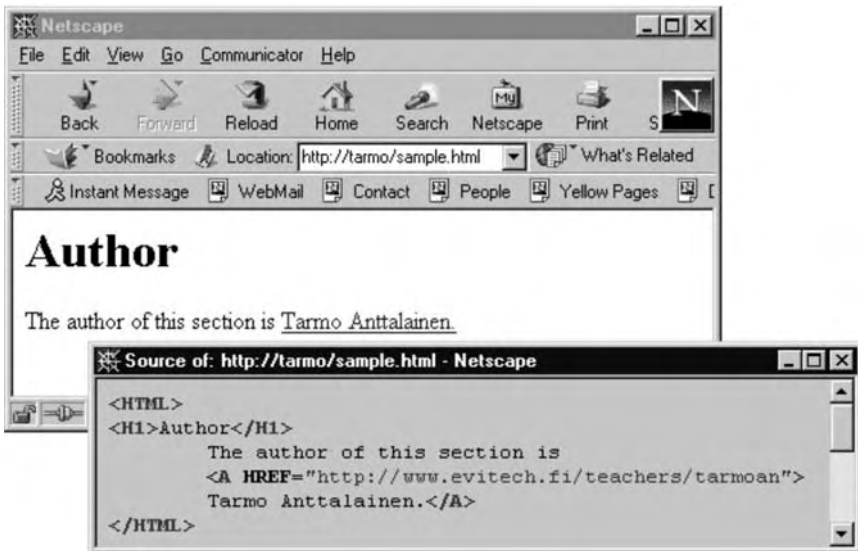 Netscape
File Edit View Go Communicator Help
Back Forward Reload Home Search My Netscape Print S N
Bookmarks Location: http://tarmo/sample.html What's Related
Instant Message WebMail Contact People Yellow Pages
Author
The author of this section is Tarmo Anttalainen.
Source of: http://tarmo/sample.html - Netscape
<HTML>
<H1>Author</H1>
The author of this section is
<A HREF="http://www.evitech.fi/teachers/tarmoan">
Tarmo Anttalainen.</A>
</HTML>